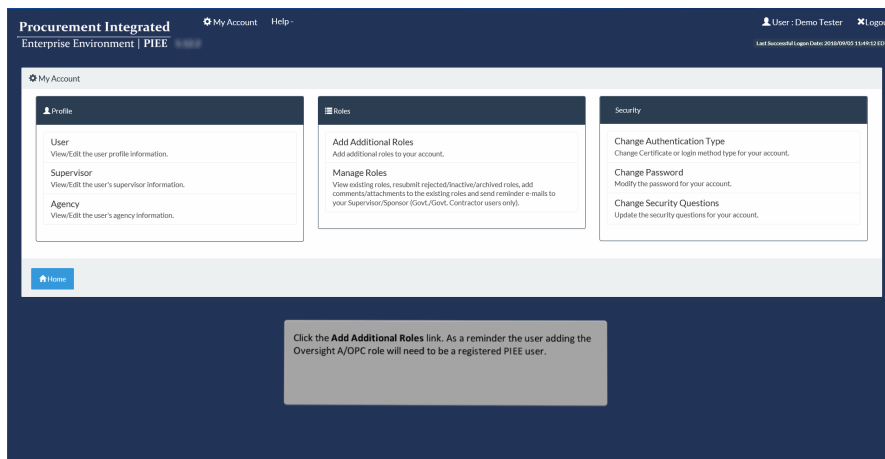 Procurement Integrated
Enterprise Environment | PIEE
My Account Help
User : Demo Tester Logou
Last Successful Logon Date: 2018/09/05 11:49:12 ED
My Account
Profile
User
View/Edit the user profile information.
Supervisor
View/Edit the user's supervisor information.
Agency
View/Edit the user's agency information.
Roles
Add Additional Roles
Add additional roles to your account.
Manage Roles
View existing roles, resubmit rejected/inactive/archived roles, add
comments/attachments to the existing roles and send reminder e-mails to
your Supervisor/Sponsor (Govt./Govt. Contractor users only).
Security
Change Authentication Type
Change Certificate or login method type for your account.
Change Password
Modify the password for your account.
Change Security Questions
Update the security questions for your account.
Home
Click the Add Additional Roles link. As a reminder the user adding the
Oversight A/OPC role will need to be a registered PIEE user.